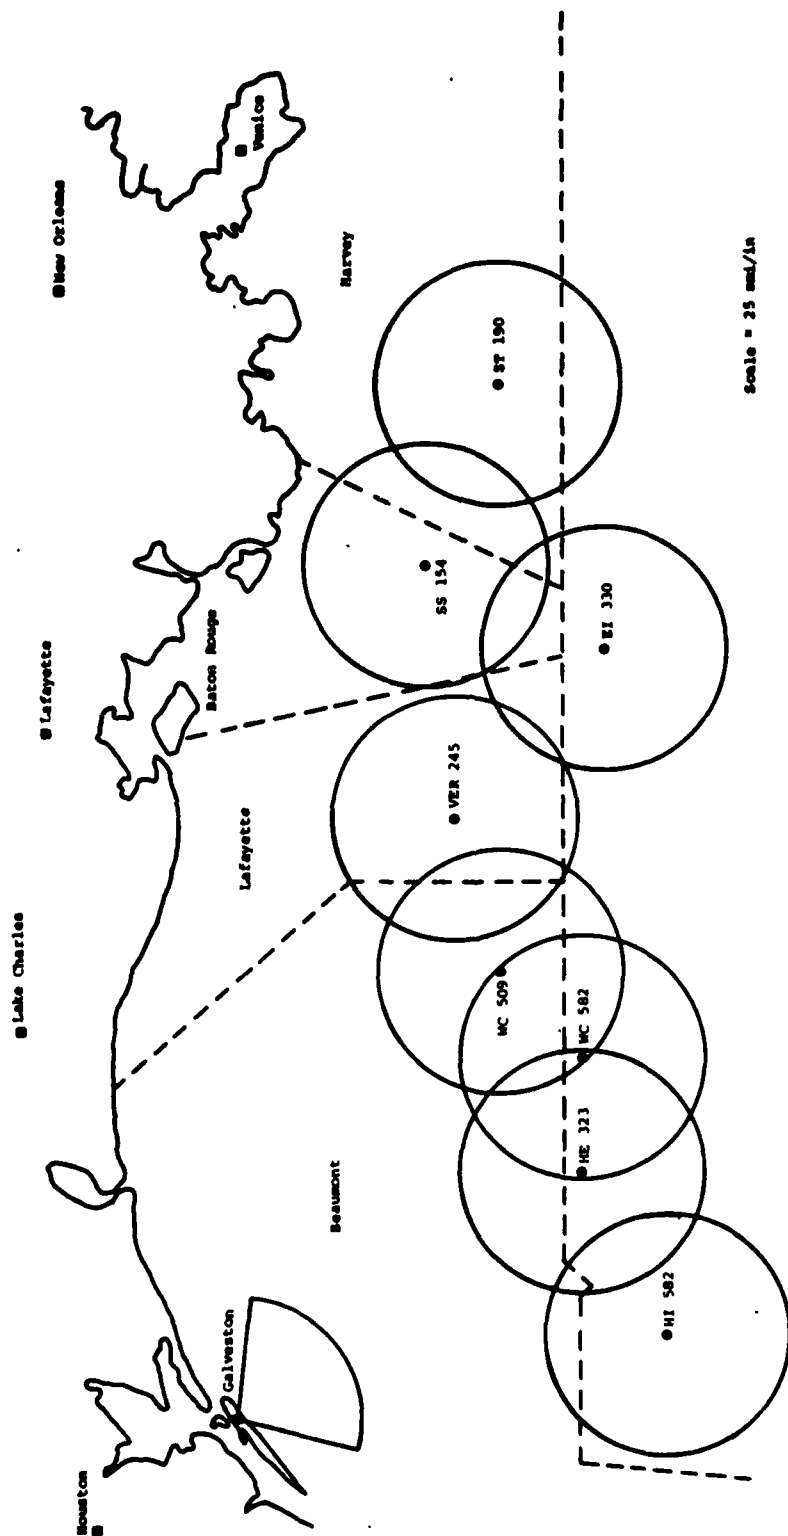 Houston
Lake Charles
Lafayette
New Orleans
Venice
Galveston
Beaumont
Lafayette
Baton Rouge
Harvey
HI 582
HE 323
WC 582
WC 509
VER 245
EI 330
SS 154
ST 190
Scale = 25 nmi/in